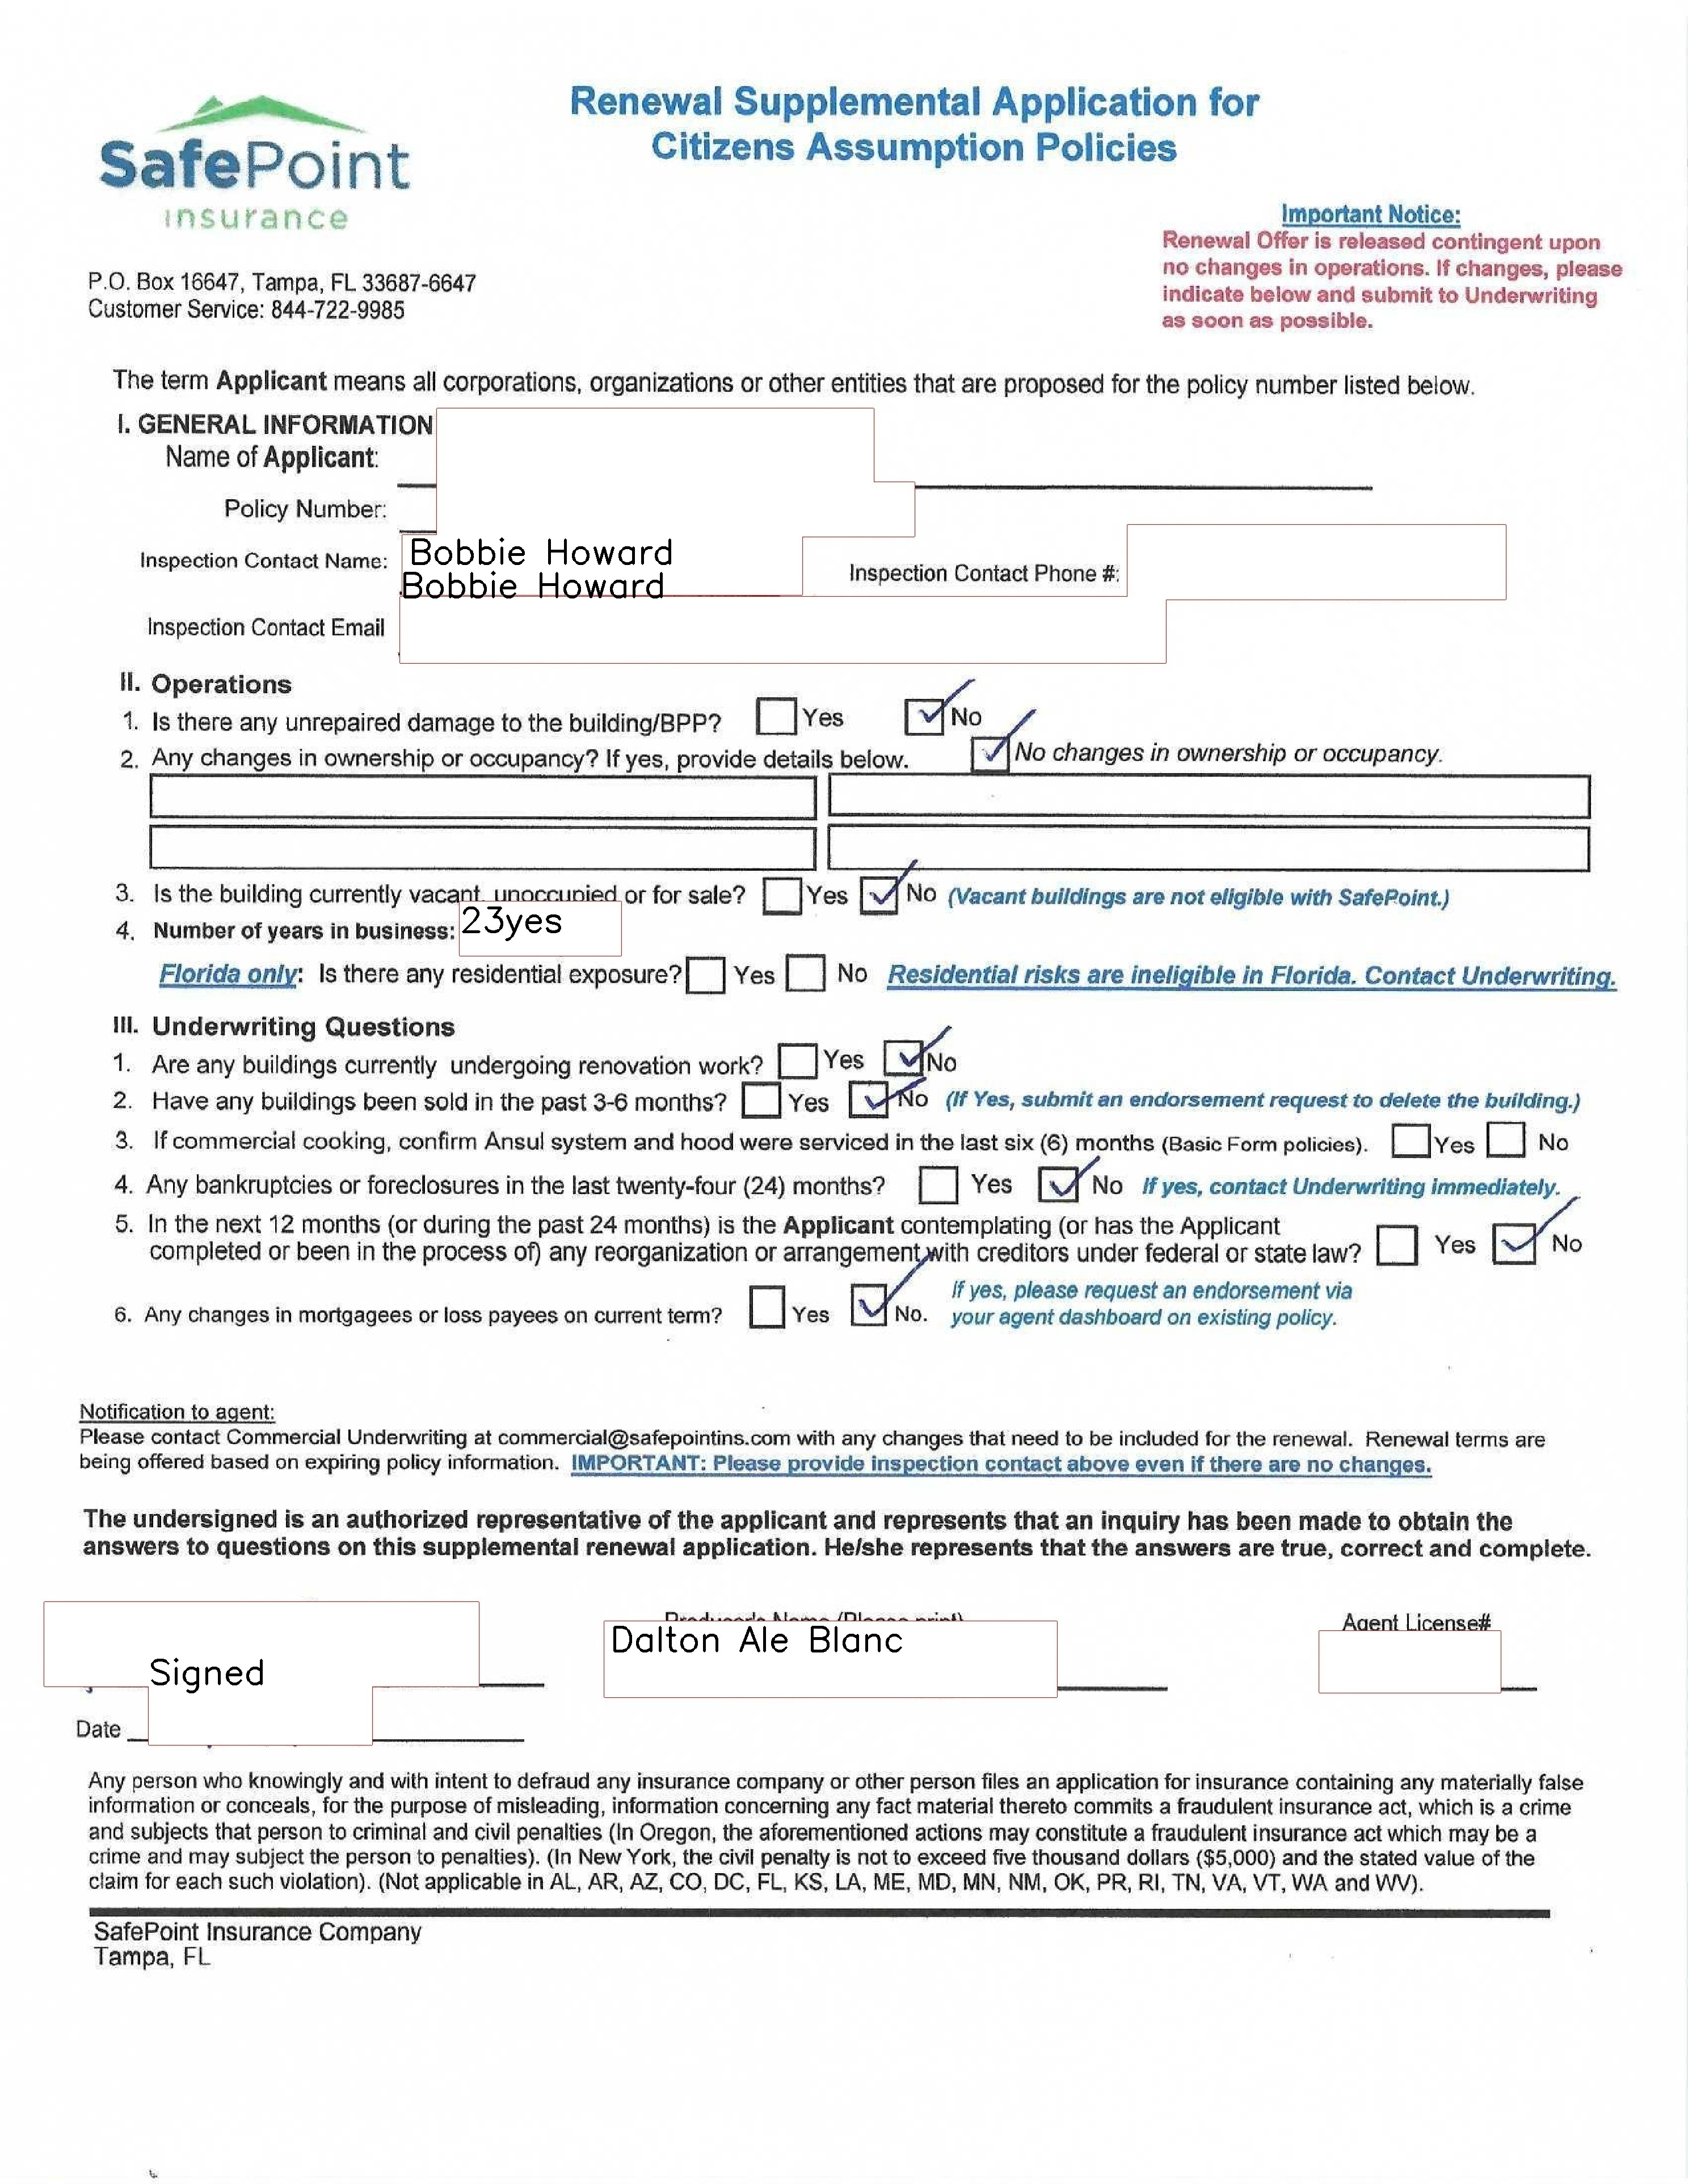 SafePoint
insurance
Renewal Supplemental Application for
Citizens Assumption Policies
Important Notice:
Renewal Offer is released contingent upon
no changes in operations. If changes, please
indicate below and submit to Underwriting
as soon as possible.
P.O. Box 16647, Tampa, FL 33687-6647
Customer Service: 844-722-9985
The term Applicant means all corporations, organizations or other entities that are proposed for the policy number listed below.
I. GENERAL INFORMATION
Name of Applicant:
Policy Number:
Inspection Contact Name: Bobbie Howard
Bobbie Howard
Inspection Contact Phone #:
Inspection Contact Email
II. Operations
1. Is there any unrepaired damage to the building/BPP? Yes No
2. Any changes in ownership or occupancy? If yes, provide details below. No changes in ownership or occupancy.
3. Is the building currently vacant, unoccupied or for sale? Yes No (Vacant buildings are not eligible with SafePoint.)
4. Number of years in business: 23yes
Florida only: Is there any residential exposure? Yes No Residential risks are ineligible in Florida. Contact Underwriting.
III. Underwriting Questions
1. Are any buildings currently undergoing renovation work? Yes No
2. Have any buildings been sold in the past 3-6 months? Yes No (If Yes, submit an endorsement request to delete the building.)
3. If commercial cooking, confirm Ansul system and hood were serviced in the last six (6) months (Basic Form policies). Yes No
4. Any bankruptcies or foreclosures in the last twenty-four (24) months? Yes No If yes, contact Underwriting immediately.
5. In the next 12 months (or during the past 24 months) is the Applicant contemplating (or has the Applicant
completed or been in the process of) any reorganization or arrangement with creditors under federal or state law? Yes No
6. Any changes in mortgagees or loss payees on current term? Yes No. If yes, please request an endorsement via
your agent dashboard on existing policy.
Notification to agent:
Please contact Commercial Underwriting at commercial@safepointins.com with any changes that need to be included for the renewal. Renewal terms are
being offered based on expiring policy information. IMPORTANT: Please provide inspection contact above even if there are no changes.
The undersigned is an authorized representative of the applicant and represents that an inquiry has been made to obtain the
answers to questions on this supplemental renewal application. He/she represents that the answers are true, correct and complete.
Producer's Name (Please print) Agent License#
Signed Dalton Ale Blanc
Date
Any person who knowingly and with intent to defraud any insurance company or other person files an application for insurance containing any materially false
information or conceals, for the purpose of misleading, information concerning any fact material thereto commits a fraudulent insurance act, which is a crime
and subjects that person to criminal and civil penalties (In Oregon, the aforementioned actions may constitute a fraudulent insurance act which may be a
crime and may subject the person to penalties). (In New York, the civil penalty is not to exceed five thousand dollars ($5,000) and the stated value of the
claim for each such violation). (Not applicable in AL, AR, AZ, CO, DC, FL, KS, LA, ME, MD, MN, NM, OK, PR, RI, TN, VA, VT, WA and WV).
SafePoint Insurance Company
Tampa, FL